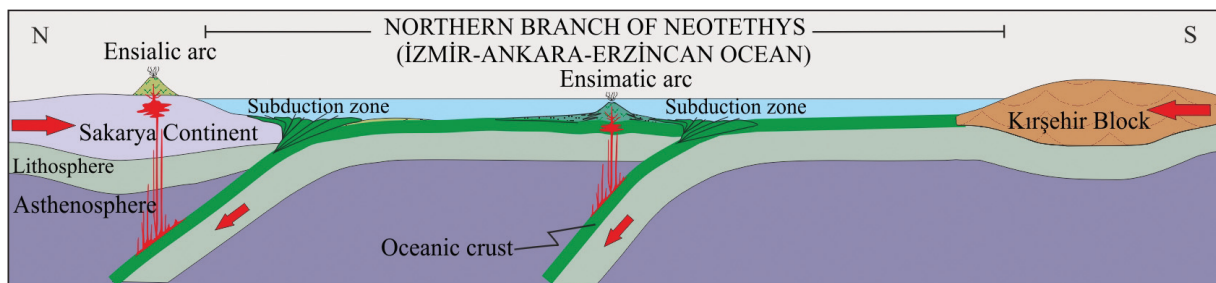 N
NORTHERN BRANCH OF NEOTETHYS
(İZMİR-ANKARA-ERZİNCAN OCEAN)
S
Ensialic arc
Ensimatic arc
Subduction zone
Subduction zone
Sakarya Continent
Kırşehir Block
Lithosphere
Asthenosphere
Oceanic crust